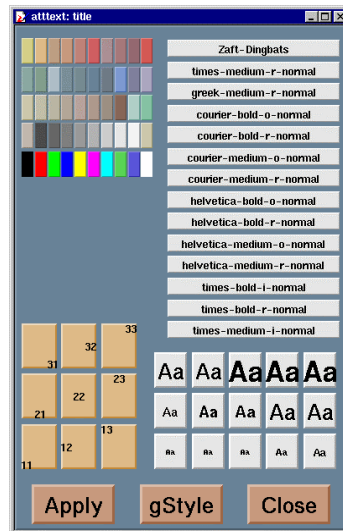 atttext: title
Zaft-Dingbats
times-medium-r-normal
greek-medium-r-normal
courier-bold-o-normal
courier-bold-r-normal
courier-medium-o-normal
courier-medium-r-normal
helvetica-bold-o-normal
helvetica-bold-r-normal
helvetica-medium-o-normal
helvetica-medium-r-normal
times-bold-i-normal
times-bold-r-normal
times-medium-i-normal
31 32 33
21 22 23
11 12 13
Aa Aa Aa Aa Aa
Aa Aa Aa Aa Aa
Aa Aa Aa Aa Aa
Apply gStyle Close